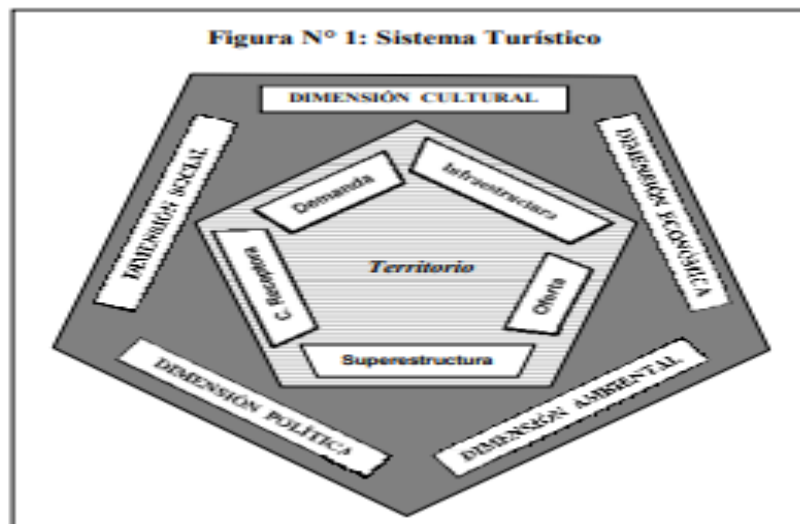 Figura N° 1: Sistema Turístico
DIMENSIÓN CULTURAL
DIMENSIÓN SOCIAL
DIMENSIÓN ECONÓMICA
Demanda
Infraestructura
C. Receptora
Territorio
Oferta
Superestructura
DIMENSIÓN POLÍTICA
DIMENSIÓN AMBIENTAL